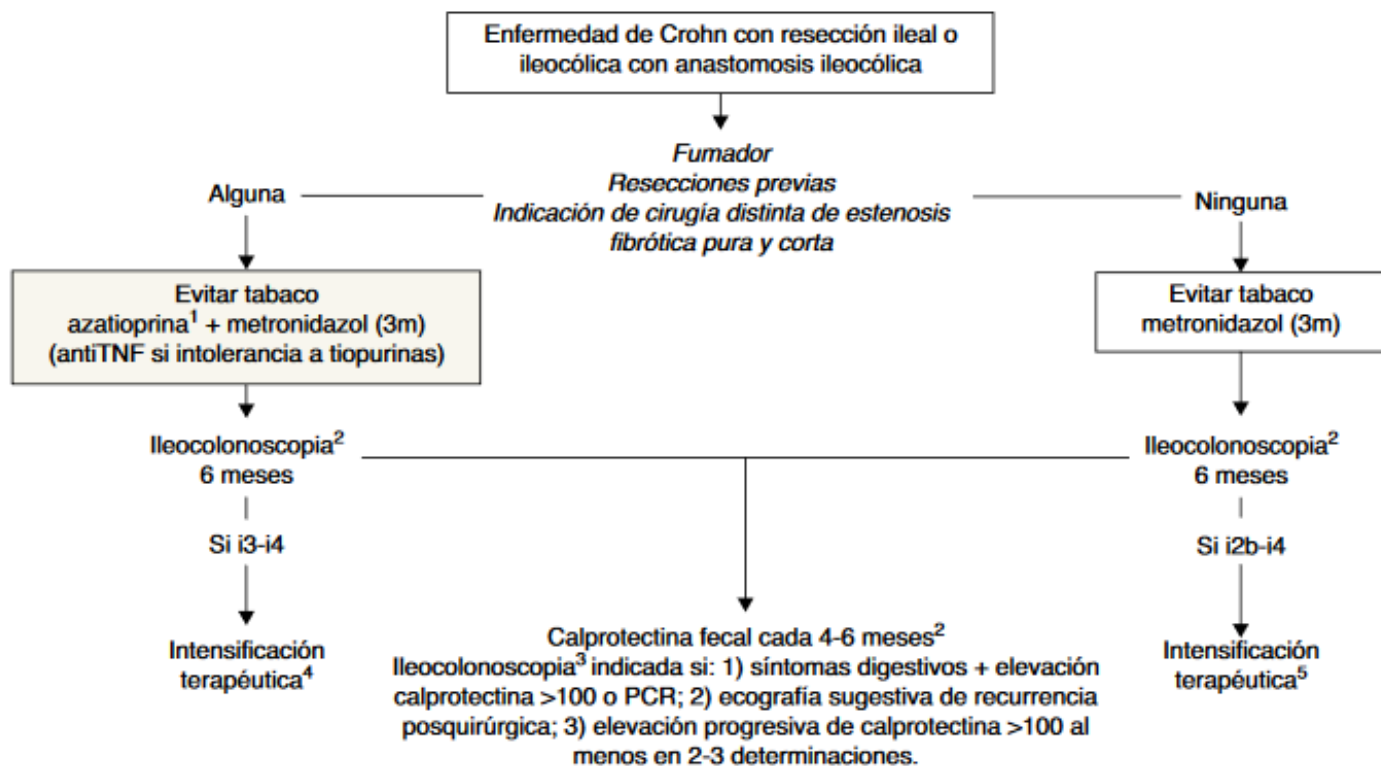 Enfermedad de Crohn con resección ileal o
ileocólica con anastomosis ileocólica
Fumador
Resecciones previas
Indicación de cirugía distinta de estenosis
fibrótica pura y corta
Alguna
Ninguna
Evitar tabaco
azatioprina¹ + metronidazol (3m)
(antiTNF si intolerancia a tiopurinas)
Evitar tabaco
metronidazol (3m)
Ileocolonoscopia²
6 meses
Ileocolonoscopia²
6 meses
Si i3-i4
Si i2b-i4
Intensificación
terapéutica⁴
Calprotectina fecal cada 4-6 meses²
Ileocolonoscopia³ indicada si: 1) síntomas digestivos + elevación
calprotectina >100 o PCR; 2) ecografía sugestiva de recurrencia
posquirúrgica; 3) elevación progresiva de calprotectina >100 al
menos en 2-3 determinaciones.
Intensificación
terapéutica⁵